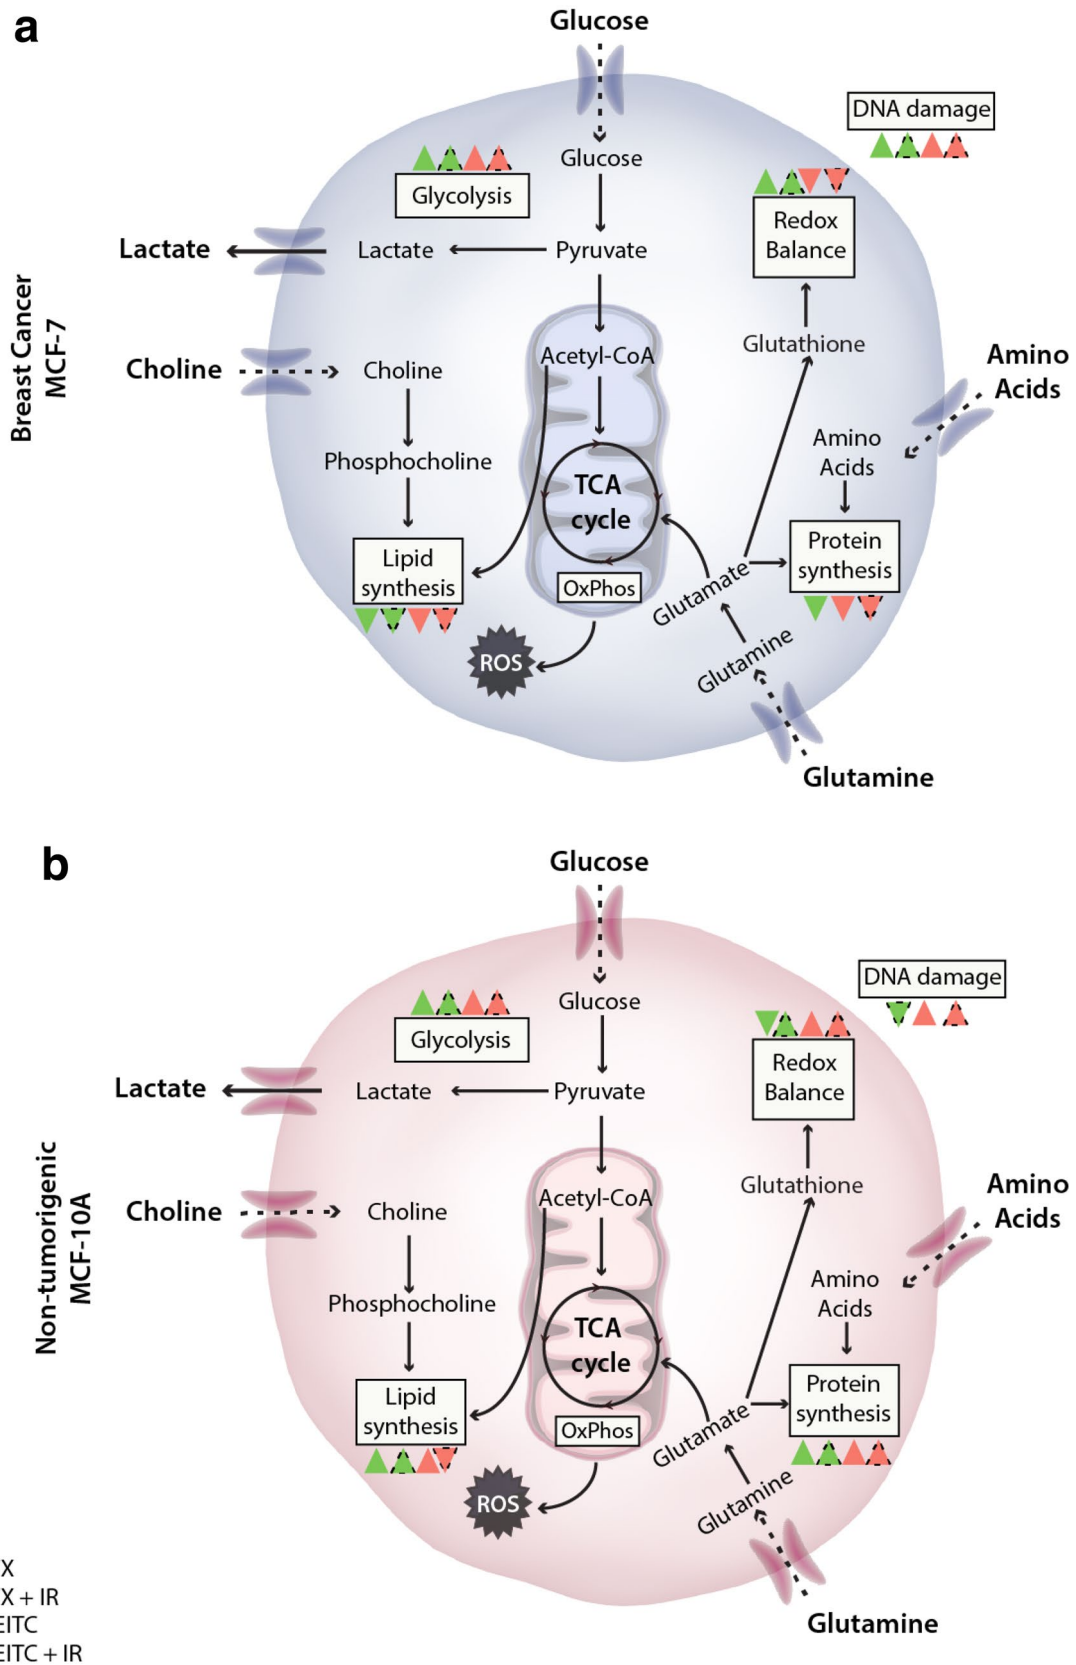 a
Glucose
DNA damage
Glucose
Glycolysis
Redox
Balance
Lactate
Lactate
Pyruvate
Breast Cancer
MCF-7
Glutathione
Acetyl-CoA
Amino
Acids
Choline
Choline
Amino
Acids
Phosphocholine
TCA
cycle
Protein
synthesis
Lipid
synthesis
OxPhos
Glutamate
ROS
Glutamine
Glutamine
b
Glucose
DNA damage
Glucose
Glycolysis
Redox
Balance
Lactate
Lactate
Pyruvate
Non-tumorigenic
MCF-10A
Glutathione
Acetyl-CoA
Amino
Acids
Choline
Choline
Amino
Acids
Phosphocholine
TCA
cycle
Protein
synthesis
Lipid
synthesis
OxPhos
Glutamate
ROS
Glutamine
X
X + IR
EITC
EITC + IR
Glutamine